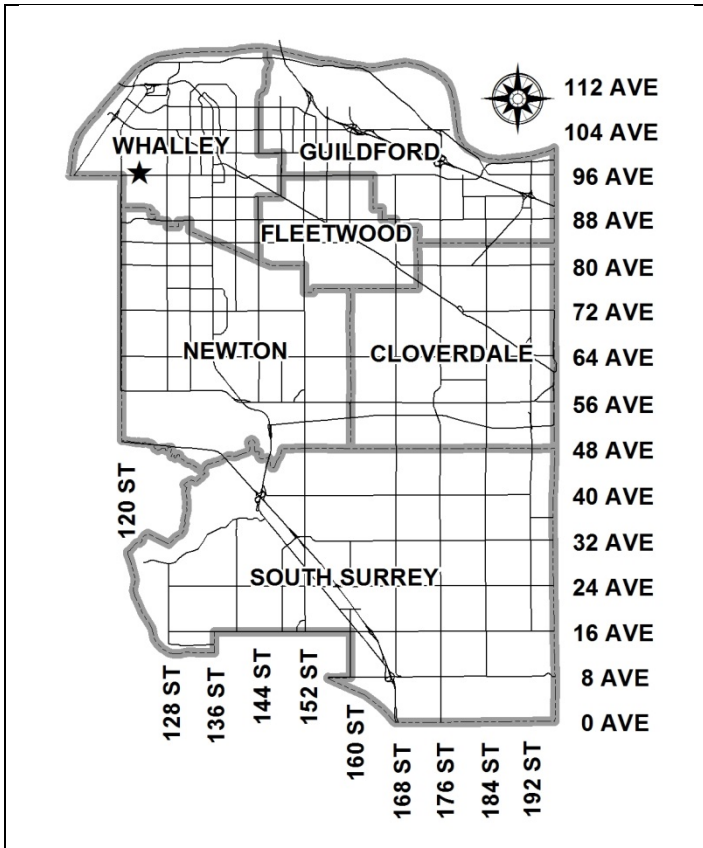 112 AVE
104 AVE
WHALLEY
GUILDFORD
96 AVE
88 AVE
FLEETWOOD
80 AVE
72 AVE
NEWTON
CLOVERDALE
64 AVE
56 AVE
48 AVE
120 ST
40 AVE
32 AVE
SOUTH SURREY
24 AVE
16 AVE
128 ST
136 ST
144 ST
152 ST
160 ST
8 AVE
0 AVE
168 ST
176 ST
184 ST
192 ST